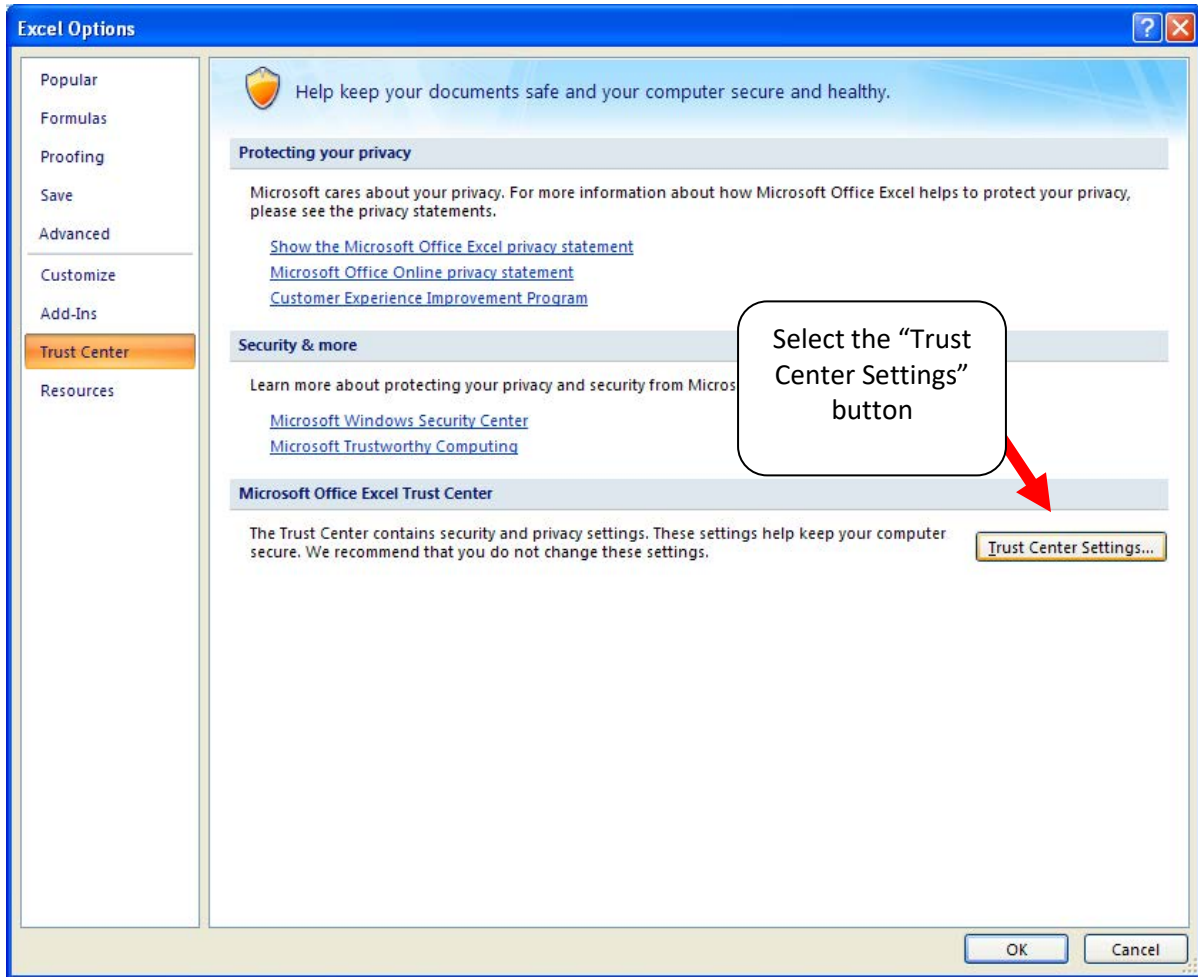 Excel Options
Popular
Formulas
Proofing
Save
Advanced
Customize
Add-Ins
Trust Center
Resources
Help keep your documents safe and your computer secure and healthy.
Protecting your privacy
Microsoft cares about your privacy. For more information about how Microsoft Office Excel helps to protect your privacy,
please see the privacy statements.
Show the Microsoft Office Excel privacy statement
Microsoft Office Online privacy statement
Customer Experience Improvement Program
Security & more
Learn more about protecting your privacy and security from Micros
Microsoft Windows Security Center
Microsoft Trustworthy Computing
Select the “Trust
Center Settings”
button
Microsoft Office Excel Trust Center
The Trust Center contains security and privacy settings. These settings help keep your computer
secure. We recommend that you do not change these settings.
Trust Center Settings...
OK
Cancel